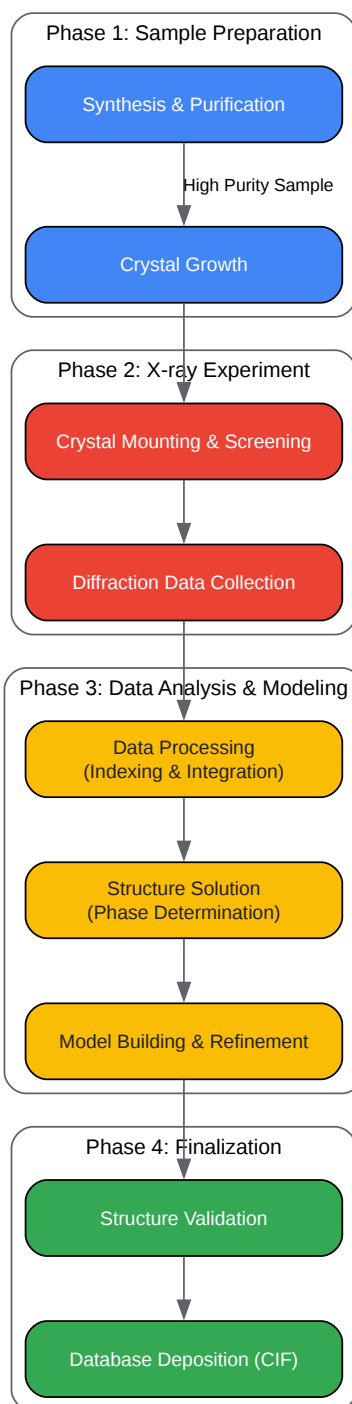 Phase 1: Sample Preparation
Synthesis & Purification
High Purity Sample
Crystal Growth
Phase 2: X-ray Experiment
Crystal Mounting & Screening
Diffraction Data Collection
Phase 3: Data Analysis & Modeling
Data Processing
(Indexing & Integration)
Structure Solution
(Phase Determination)
Model Building & Refinement
Phase 4: Finalization
Structure Validation
Database Deposition (CIF)